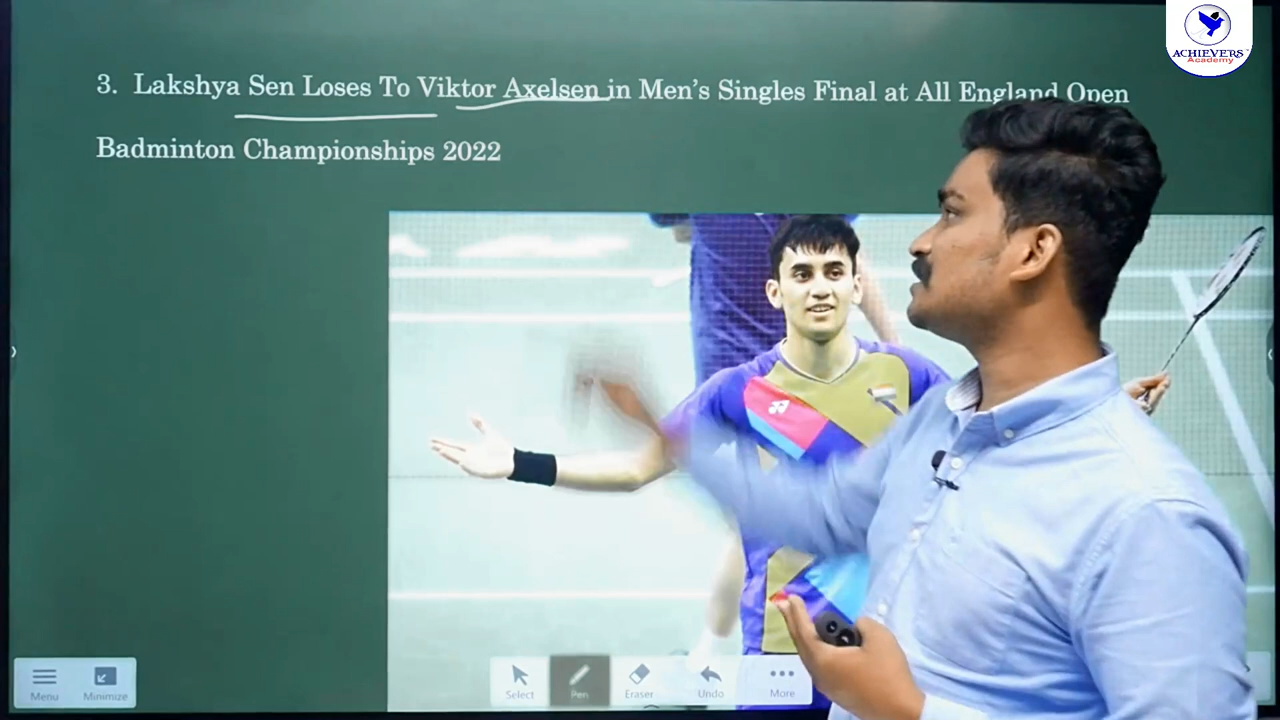 ACHIEVERS
Academy
3. Lakshya Sen Loses To Viktor Axelsen in Men's Singles Final at All England Open
Badminton Championships 2022
Menu
Minimize
Select
Pen
Eraser
Undo
More